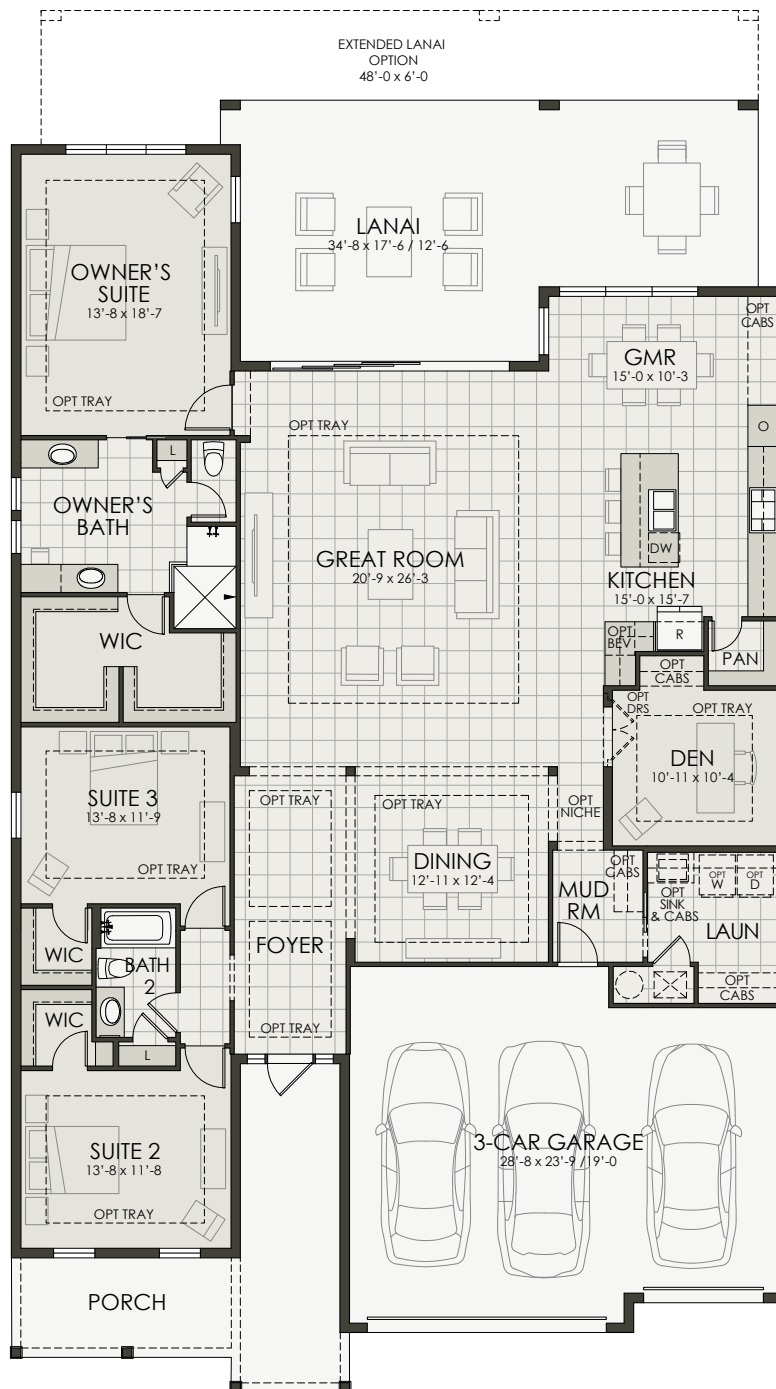 EXTENDED LANAI
OPTION
48'-0 x 6'-0
LANAI
34'-8 x 17'-6 / 12'-6
OWNER'S
SUITE
13'-8 x 18'-7
OPT TRAY
OPT
CABS
GMR
15'-0 x 10'-3
OPT TRAY
L
OWNER'S
BATH
GREAT ROOM
20'-9 x 26'-3
DW
KITCHEN
15'-0 x 15'-7
OPT
BEV
R
PAN
WIC
OPT
CABS
OPT
DRS
OPT TRAY
DEN
10'-11 x 10'-4
SUITE 3
13'-8 x 11'-9
OPT TRAY
OPT TRAY
OPT TRAY
OPT
NICHE
DINING
12'-11 x 12'-4
OPT
CABS
MUD
RM
OPT
W
OPT
D
OPT
SINK
& CABS
LAUN
OPT
CABS
WIC
BATH
2
FOYER
OPT TRAY
WIC
L
SUITE 2
13'-8 x 11'-8
OPT TRAY
3-CAR GARAGE
28'-8 x 23'-9 /19'-0
PORCH